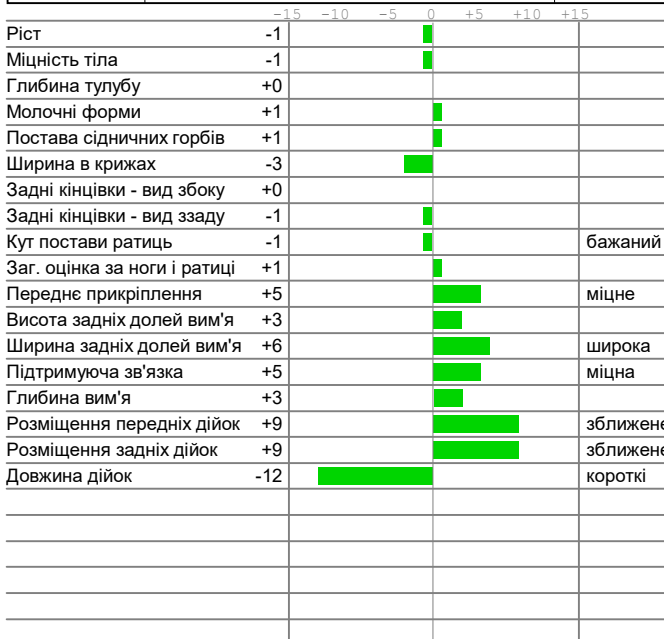 -15 -10 -5 0 +5 +10 +15
Ріст -1
Міцність тіла -1
Глибина тулубу +0
Молочні форми +1
Постава сідничних горбів +1
Ширина в крижах -3
Задні кінцівки - вид збоку +0
Задні кінцівки - вид ззаду -1
Кут постави ратиць -1 бажаний
Заг. оцінка за ноги і ратиці +1
Переднє прикріплення +5 міцне
Висота задніх долей вим'я +3
Ширина задніх долей вим'я +6 широка
Підтримуюча зв'язка +5 міцна
Глибина вим'я +3
Розміщення передніх дійок +9 зближене
Розміщення задніх дійок +9 зближене
Довжина дійок -12 короткі